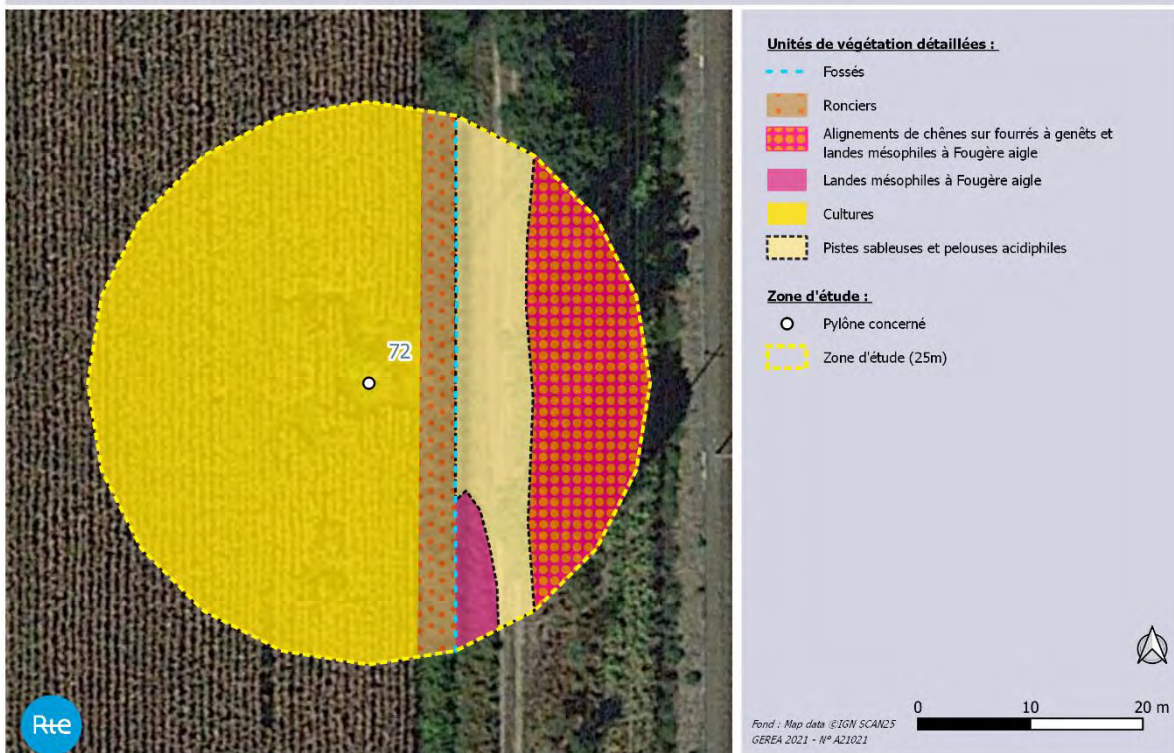 72
Rte
Unités de végétation détaillées :
Fossés
Ronciers
Alignements de chênes sur fourrés à genêts et
landes mésophiles à Fougère aigle
Landes mésophiles à Fougère aigle
Cultures
Pistes sableuses et pelouses acidiphiles
Zone d'étude :
Pylône concerné
Zone d'étude (25m)
0 10 20 m
Fond : Map data ©IGN SCAN25
GEREA 2021 - N° A21021